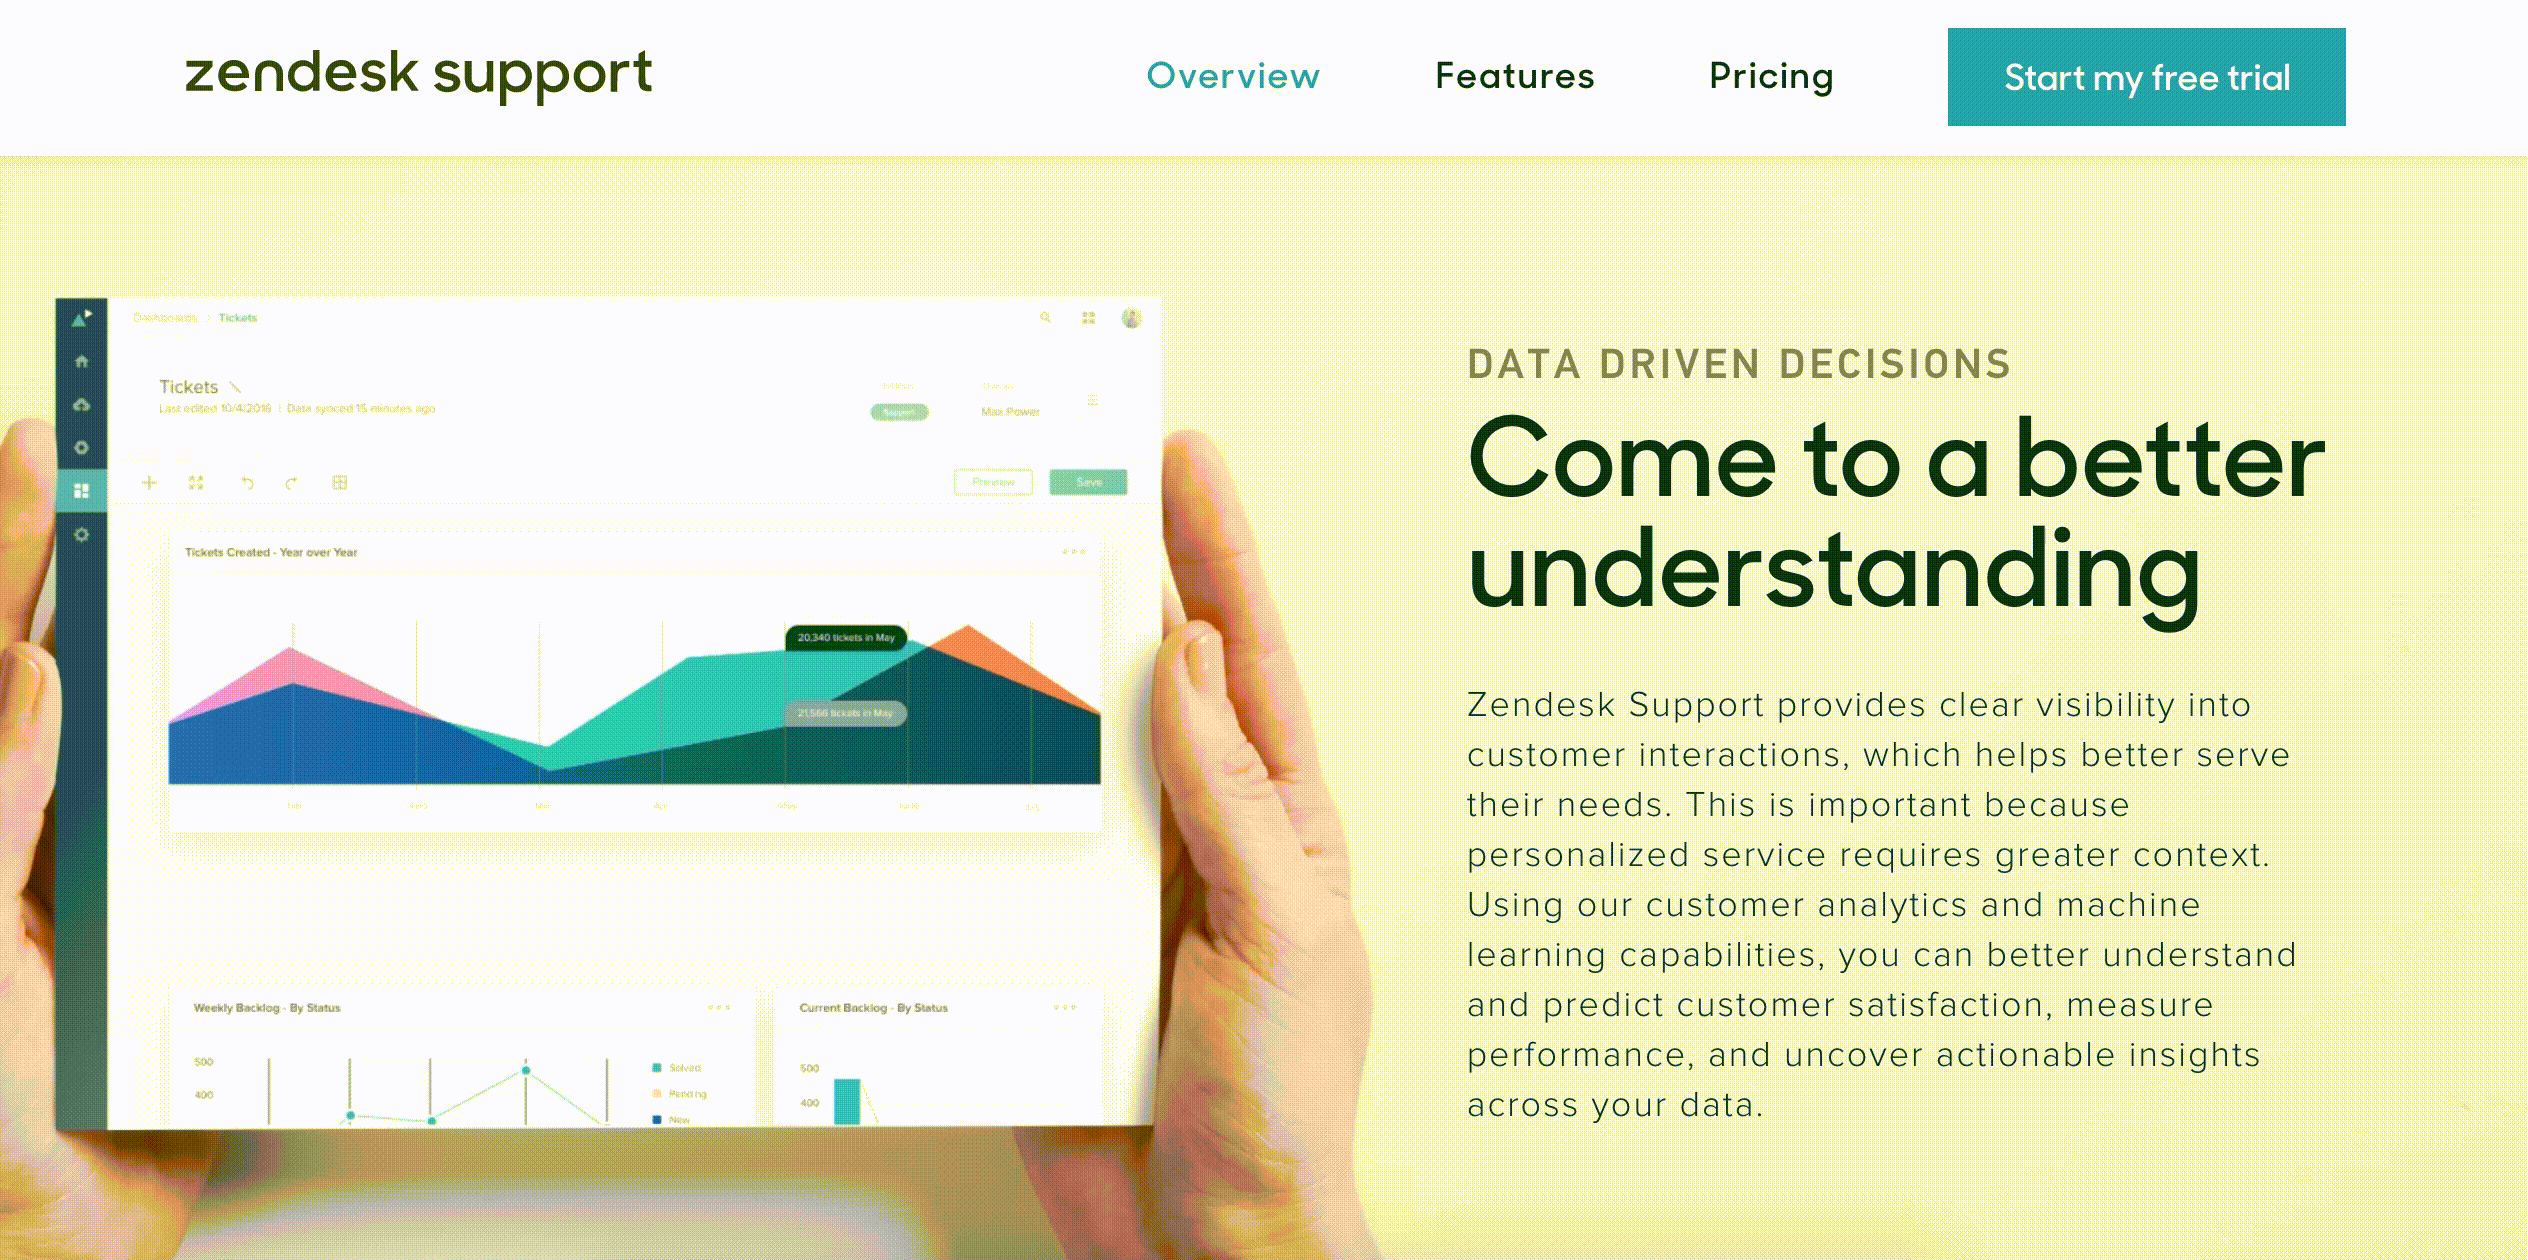 zendesk support
Overview
Features
Pricing
Start my free trial
Dashboards > Tickets
Tickets
Last edited 10/4/2016 | Data synced 15 minutes ago
Support
Max Power
Preview
Save
Tickets Created - Year over Year
20,340 tickets in May
21,566 tickets in May
Feb
Mar
Apr
May
Weekly Backlog - By Status
500
400
Solved
Pending
New
Current Backlog - By Status
500
400
DATA DRIVEN DECISIONS
Come to a better
understanding
Zendesk Support provides clear visibility into
customer interactions, which helps better serve
their needs. This is important because
personalized service requires greater context.
Using our customer analytics and machine
learning capabilities, you can better understand
and predict customer satisfaction, measure
performance, and uncover actionable insights
across your data.